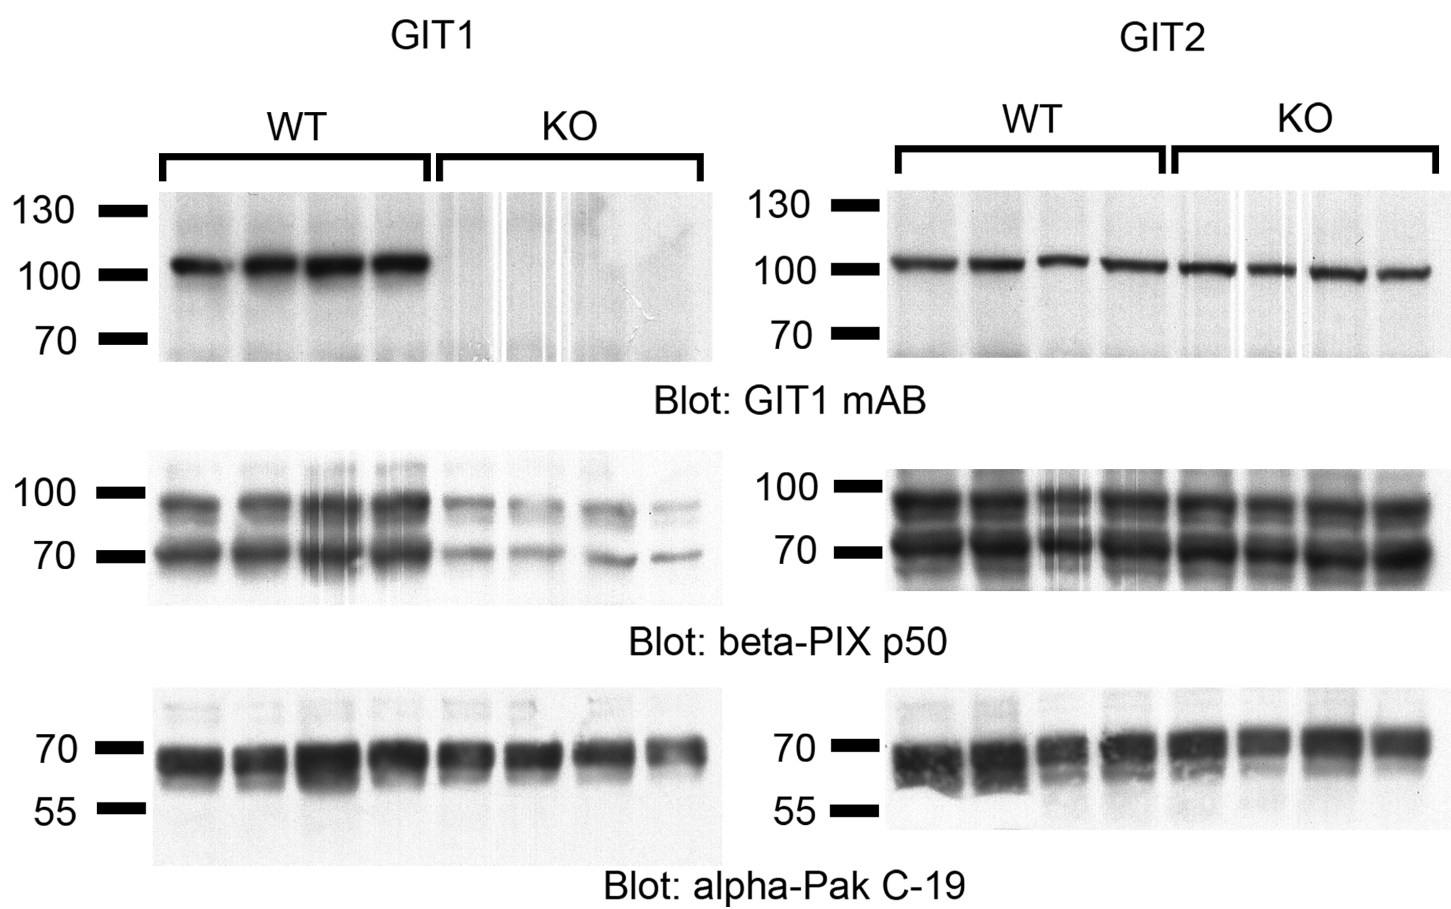 GIT1 GIT2
WT KO WT KO
130 130
100 100
70 70
Blot: GIT1 mAB
100 100
70 70
Blot: beta-PIX p50
70 70
55 55
Blot: alpha-Pak C-19